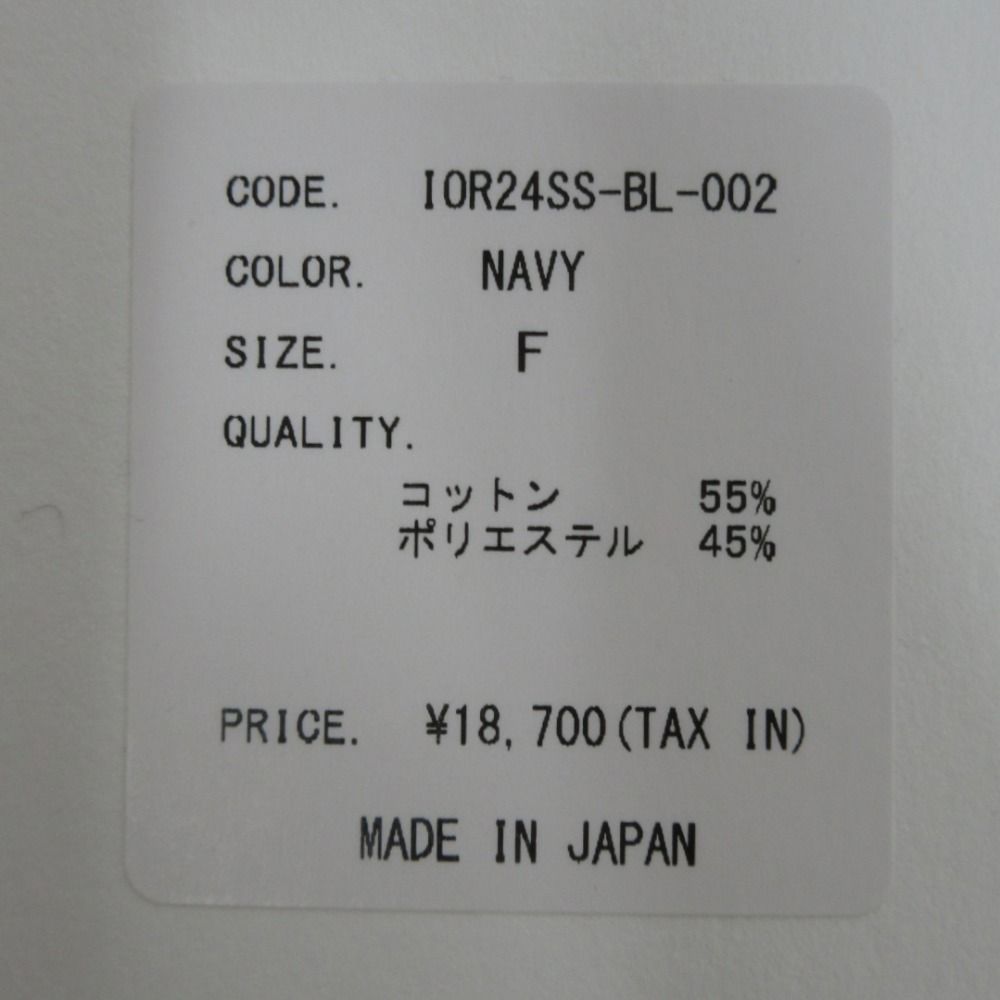 CODE. IOR24SS-BL-002
COLOR. NAVY
SIZE. F
QUALITY.
コットン 55%
ポリエステル 45%
PRICE. ¥18,700(TAX IN)
MADE IN JAPAN